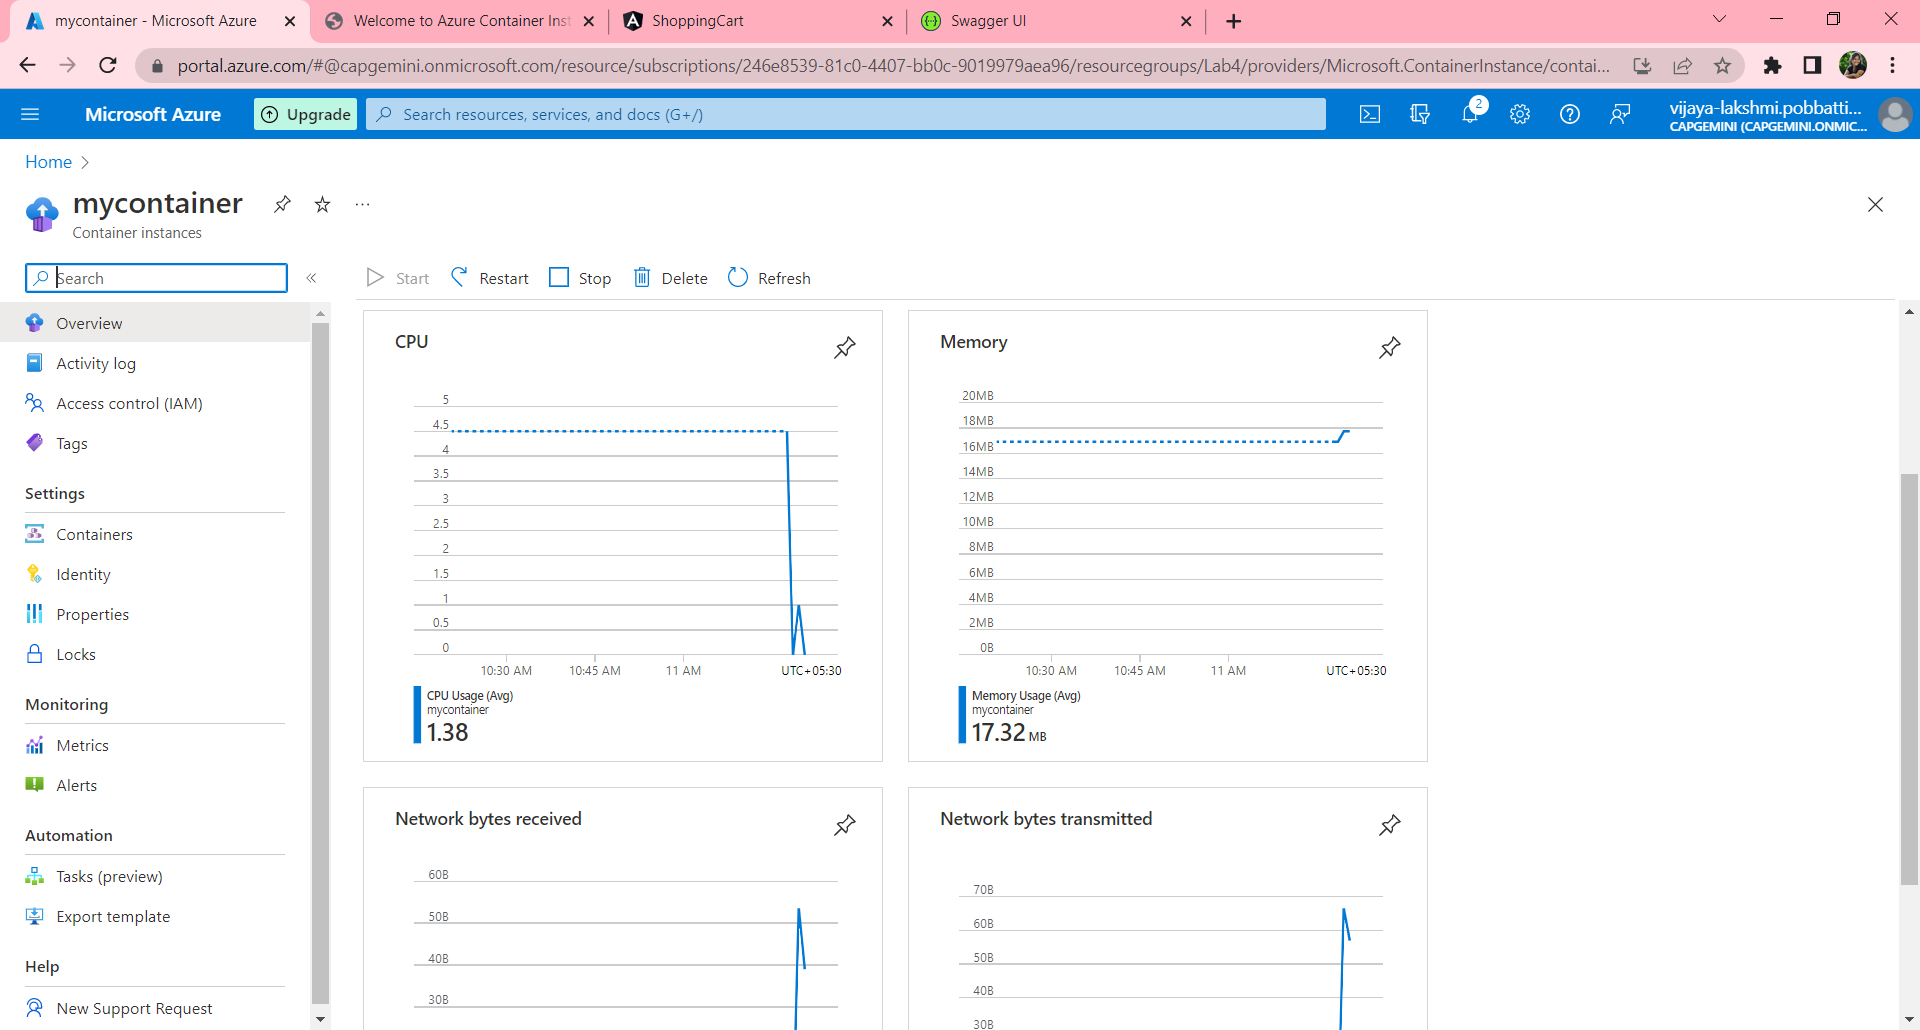 mycontainer - Microsoft Azure
Welcome to Azure Container Inst
ShoppingCart
Swagger UI
portal.azure.com/#@capgemini.onmicrosoft.com/resource/subscriptions/246e8539-81c0-4407-bb0c-9019979aea96/resourcegroups/Lab4/providers/Microsoft.ContainerInstance/contai...
Microsoft Azure
Upgrade
Search resources, services, and docs (G+/)
2
vijaya-lakshmi.pobbatti...
CAPGEMINI (CAPGEMINI.ONMIC...
Home
mycontainer
...
Container instances
Search
«
Start
Restart
Stop
Delete
Refresh
Overview
Activity log
Access control (IAM)
Tags
Settings
Containers
Identity
Properties
Locks
Monitoring
Metrics
Alerts
Automation
Tasks (preview)
Export template
Help
New Support Request
CPU
5
4.5
4
3.5
3
2.5
2
1.5
1
0.5
0
10:30 AM
10:45 AM
11 AM
UTC+05:30
CPU Usage (Avg)
mycontainer
1.38
Memory
20MB
18MB
16MB
14MB
12MB
10MB
8MB
6MB
4MB
2MB
0B
10:30 AM
10:45 AM
11 AM
UTC+05:30
Memory Usage (Avg)
mycontainer
17.32 MB
Network bytes received
60B
50B
40B
30B
Network bytes transmitted
70B
60B
50B
40B
30B